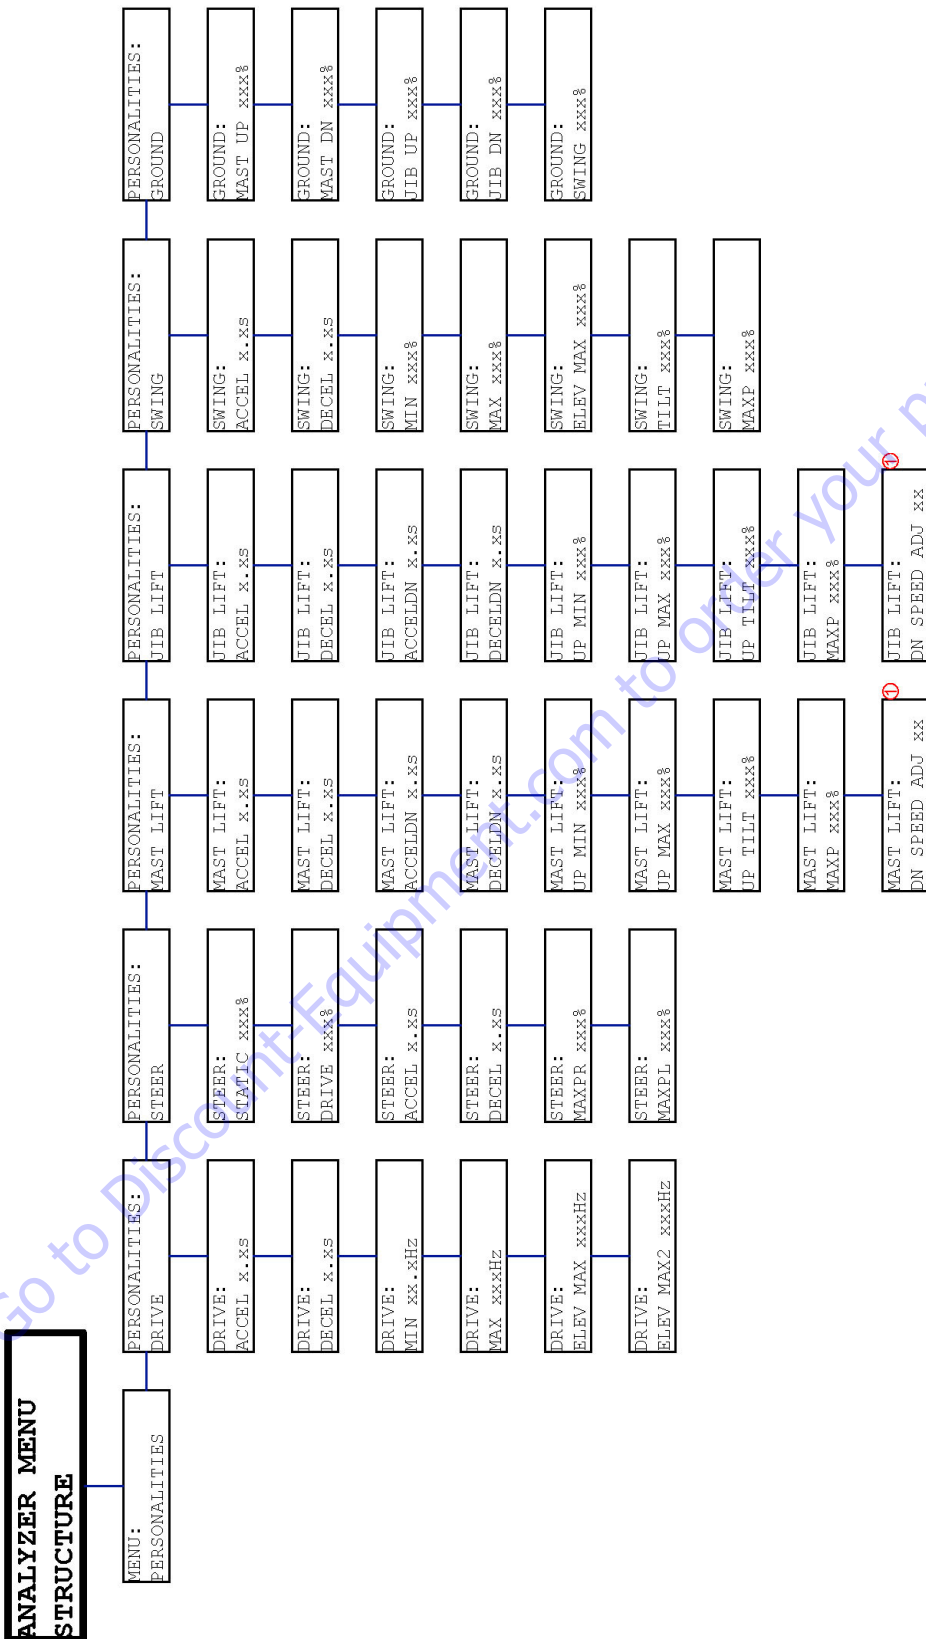 ANALYZER MENU
STRUCTURE
MENU:
PERSONALITIES
PERSONALITIES:
DRIVE
DRIVE:
ACCEL x.xs
DRIVE:
DECEL x.xs
DRIVE:
MIN xx.xHz
DRIVE:
MAX xxxHz
DRIVE:
ELEV MAX xxxHz
DRIVE:
ELEV MAX2 xxxHz
PERSONALITIES:
STEER
STEER:
STATIC xxx%
STEER:
DRIVE xxx%
STEER:
ACCEL x.xs
STEER:
DECEL x.xs
STEER:
MAXPR xxx%
STEER:
MAXPL xxx%
PERSONALITIES:
MAST LIFT
MAST LIFT:
ACCEL x.xs
MAST LIFT:
DECEL x.xs
MAST LIFT:
ACCELDN x.xs
MAST LIFT:
DECELDN x.xs
MAST LIFT:
UP MIN xxx%
MAST LIFT:
UP MAX xxx%
MAST LIFT:
UP TILT xxx%
MAST LIFT:
MAXP xxx%
1
MAST LIFT:
DN SPEED ADJ xx
PERSONALITIES:
JIB LIFT
JIB LIFT:
ACCEL x.xs
JIB LIFT:
DECEL x.xs
JIB LIFT:
ACCELDN x.xs
JIB LIFT:
DECELDN x.xs
JIB LIFT:
UP MIN xxx%
JIB LIFT:
UP MAX xxx%
JIB LIFT:
UP TILT xxx%
JIB LIFT:
MAXP xxx%
1
JIB LIFT:
DN SPEED ADJ xx
PERSONALITIES:
SWING
SWING:
ACCEL x.xs
SWING:
DECEL x.xs
SWING:
MIN xxx%
SWING:
MAX xxx%
SWING:
ELEV MAX xxx%
SWING:
TILT xxx%
SWING:
MAXP xxx%
PERSONALITIES:
GROUND
GROUND:
MAST UP xxx%
GROUND:
MAST DN xxx%
GROUND:
JIB UP xxx%
GROUND:
JIB DN xxx%
GROUND:
SWING xxx%
Go to Discount-Equipment.com to order your p